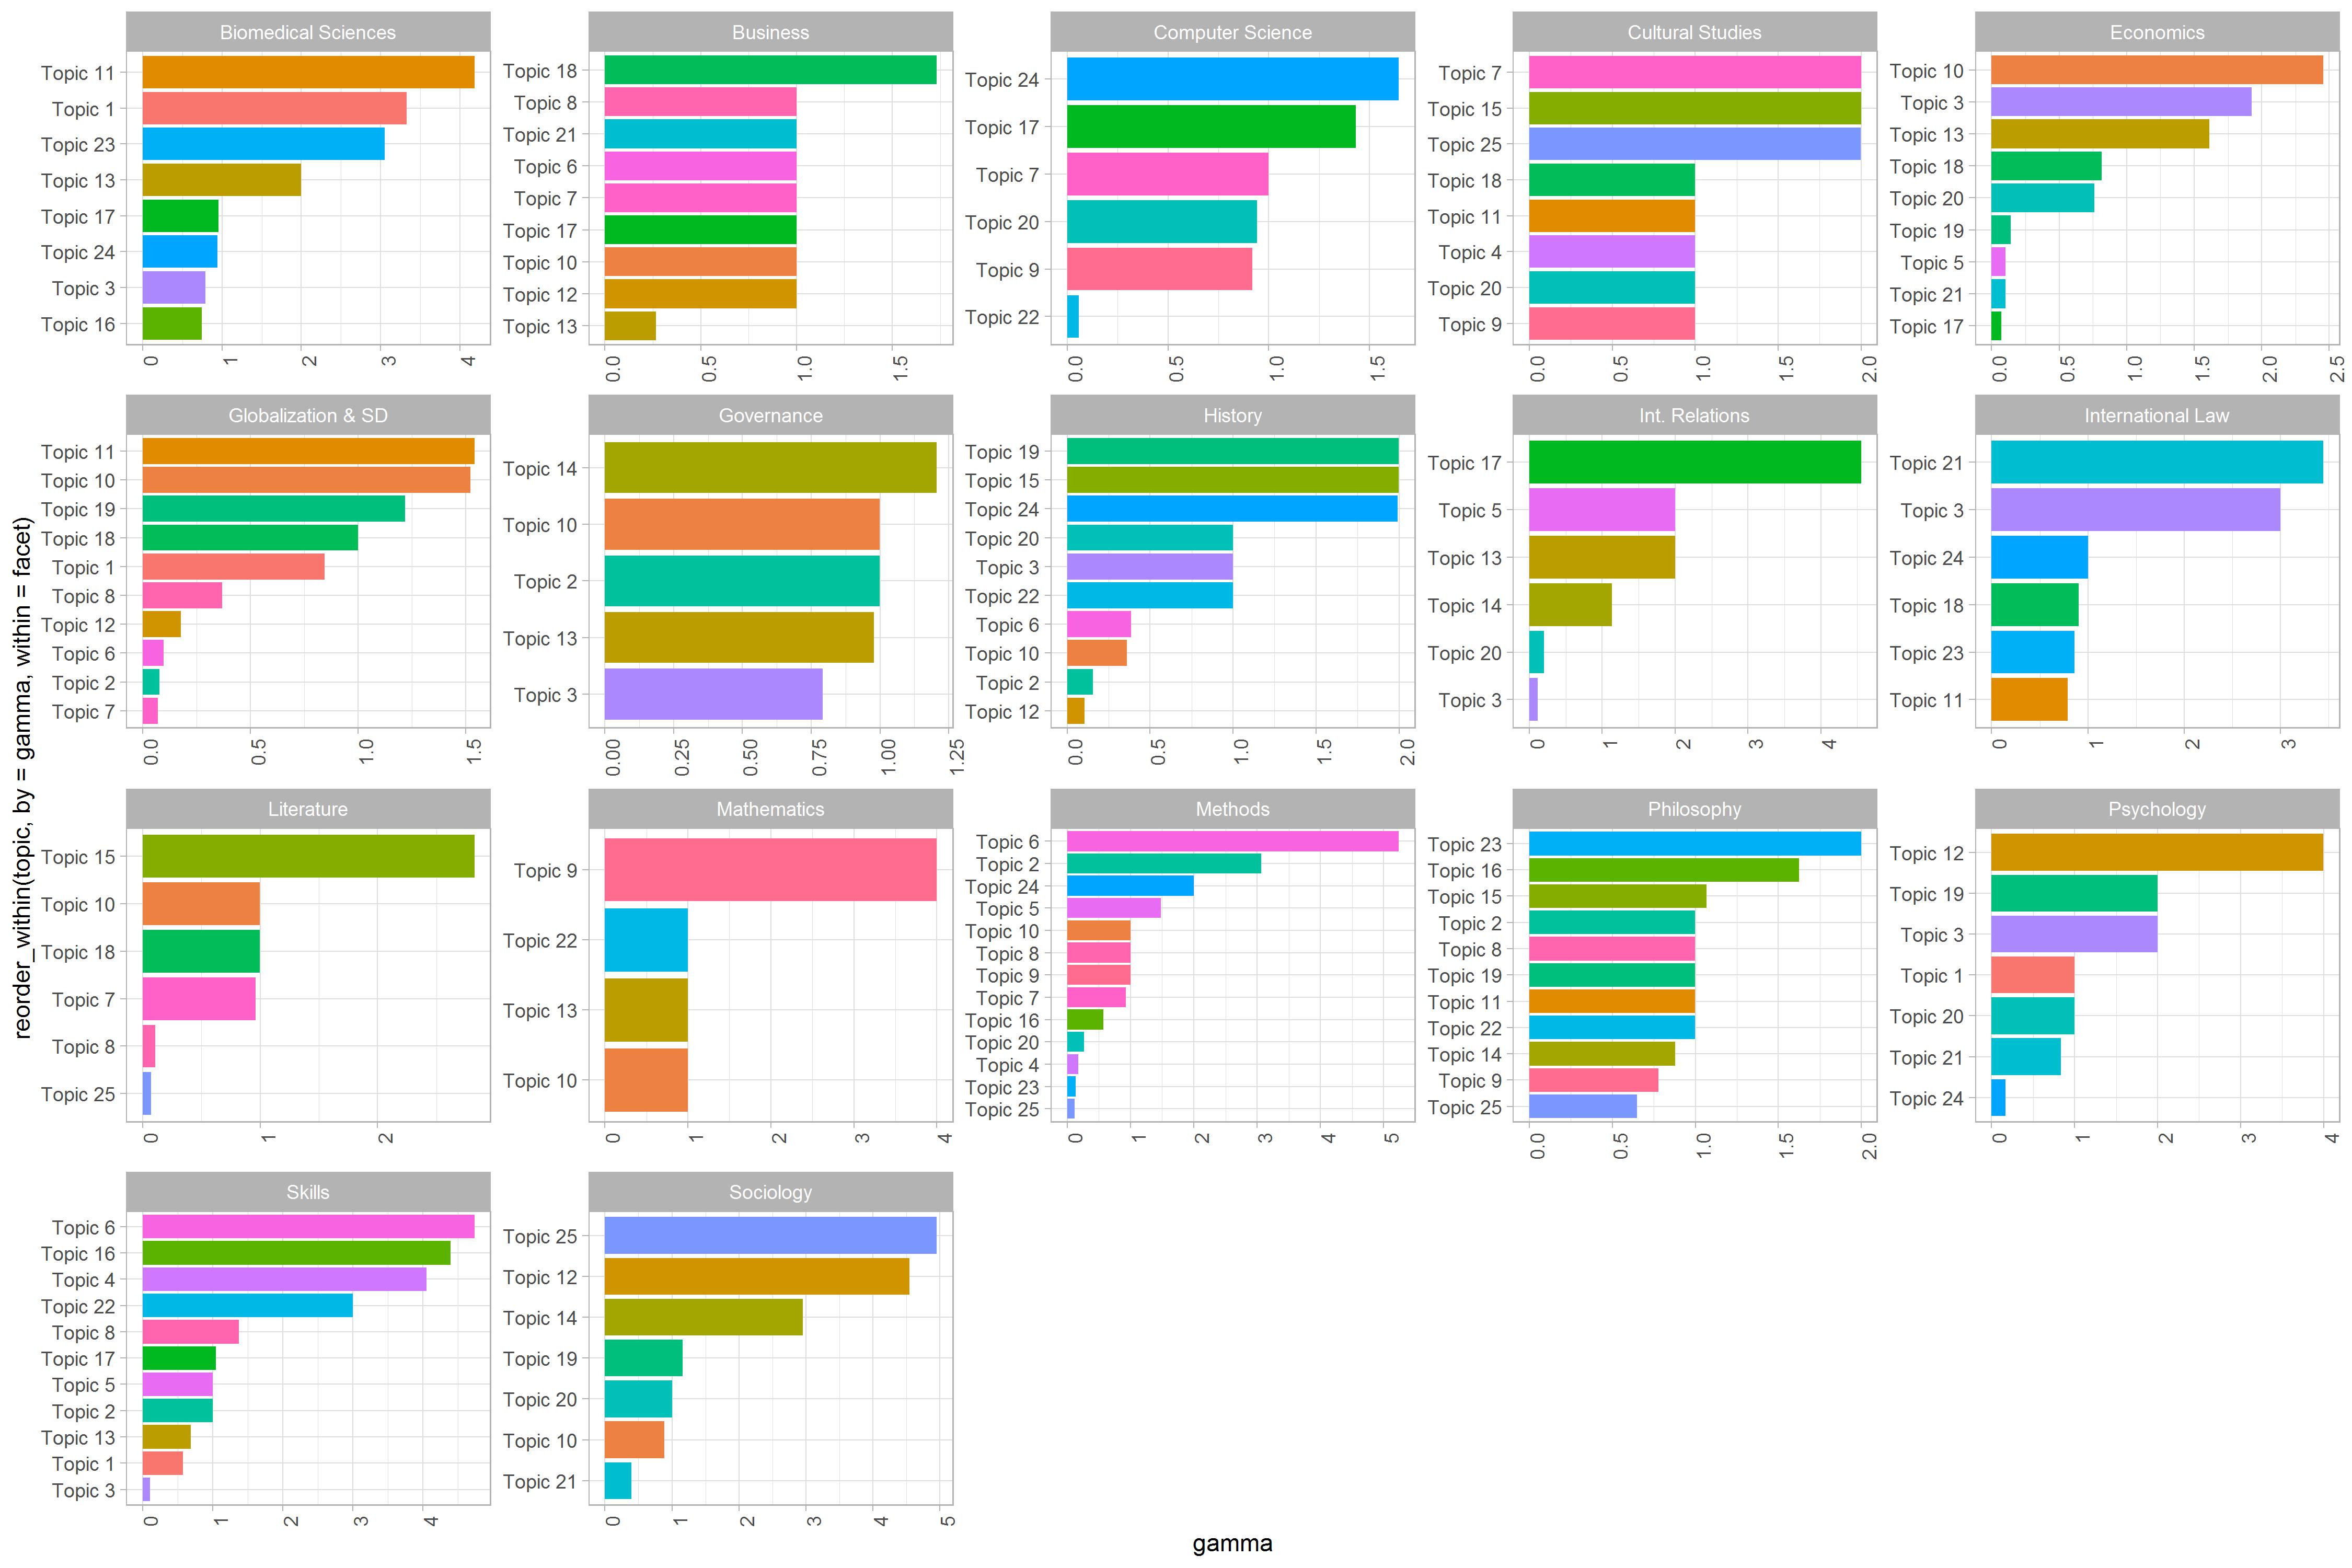 reorder_within(topic, by = gamma, within = facet)
Biomedical Sciences
Topic 11
Topic 1
Topic 23
Topic 13
Topic 17
Topic 24
Topic 3
Topic 16
0 1 2 3 4
Business
Topic 18
Topic 8
Topic 21
Topic 6
Topic 7
Topic 17
Topic 10
Topic 12
Topic 13
0.0 0.5 1.0 1.5
Computer Science
Topic 24
Topic 17
Topic 7
Topic 20
Topic 9
Topic 22
0.0 0.5 1.0 1.5
Cultural Studies
Topic 7
Topic 15
Topic 25
Topic 18
Topic 11
Topic 4
Topic 20
Topic 9
0.0 0.5 1.0 1.5 2.0
Economics
Topic 10
Topic 3
Topic 13
Topic 18
Topic 20
Topic 19
Topic 5
Topic 21
Topic 17
0.0 0.5 1.0 1.5 2.0 2.5
Globalization & SD
Topic 11
Topic 10
Topic 19
Topic 18
Topic 1
Topic 8
Topic 12
Topic 6
Topic 2
Topic 7
0.0 0.5 1.0 1.5
Governance
Topic 14
Topic 10
Topic 2
Topic 13
Topic 3
0.00 0.25 0.50 0.75 1.00 1.25
History
Topic 19
Topic 15
Topic 24
Topic 20
Topic 3
Topic 22
Topic 6
Topic 10
Topic 2
Topic 12
0.0 0.5 1.0 1.5 2.0
Int. Relations
Topic 17
Topic 5
Topic 13
Topic 14
Topic 20
Topic 3
0 1 2 3 4
International Law
Topic 21
Topic 3
Topic 24
Topic 18
Topic 23
Topic 11
0 1 2 3
Literature
Topic 15
Topic 10
Topic 18
Topic 7
Topic 8
Topic 25
0 1 2
Mathematics
Topic 9
Topic 22
Topic 13
Topic 10
0 1 2 3 4
Methods
Topic 6
Topic 2
Topic 24
Topic 5
Topic 10
Topic 8
Topic 9
Topic 7
Topic 16
Topic 20
Topic 4
Topic 23
Topic 25
0 1 2 3 4 5
Philosophy
Topic 23
Topic 16
Topic 15
Topic 2
Topic 8
Topic 19
Topic 11
Topic 22
Topic 14
Topic 9
Topic 25
0.0 0.5 1.0 1.5 2.0
Psychology
Topic 12
Topic 19
Topic 3
Topic 1
Topic 20
Topic 21
Topic 24
0 1 2 3 4
Skills
Topic 6
Topic 16
Topic 4
Topic 22
Topic 8
Topic 17
Topic 5
Topic 2
Topic 13
Topic 1
Topic 3
0 1 2 3 4
Sociology
Topic 25
Topic 12
Topic 14
Topic 19
Topic 20
Topic 10
Topic 21
0 1 2 3 4 5
gamma